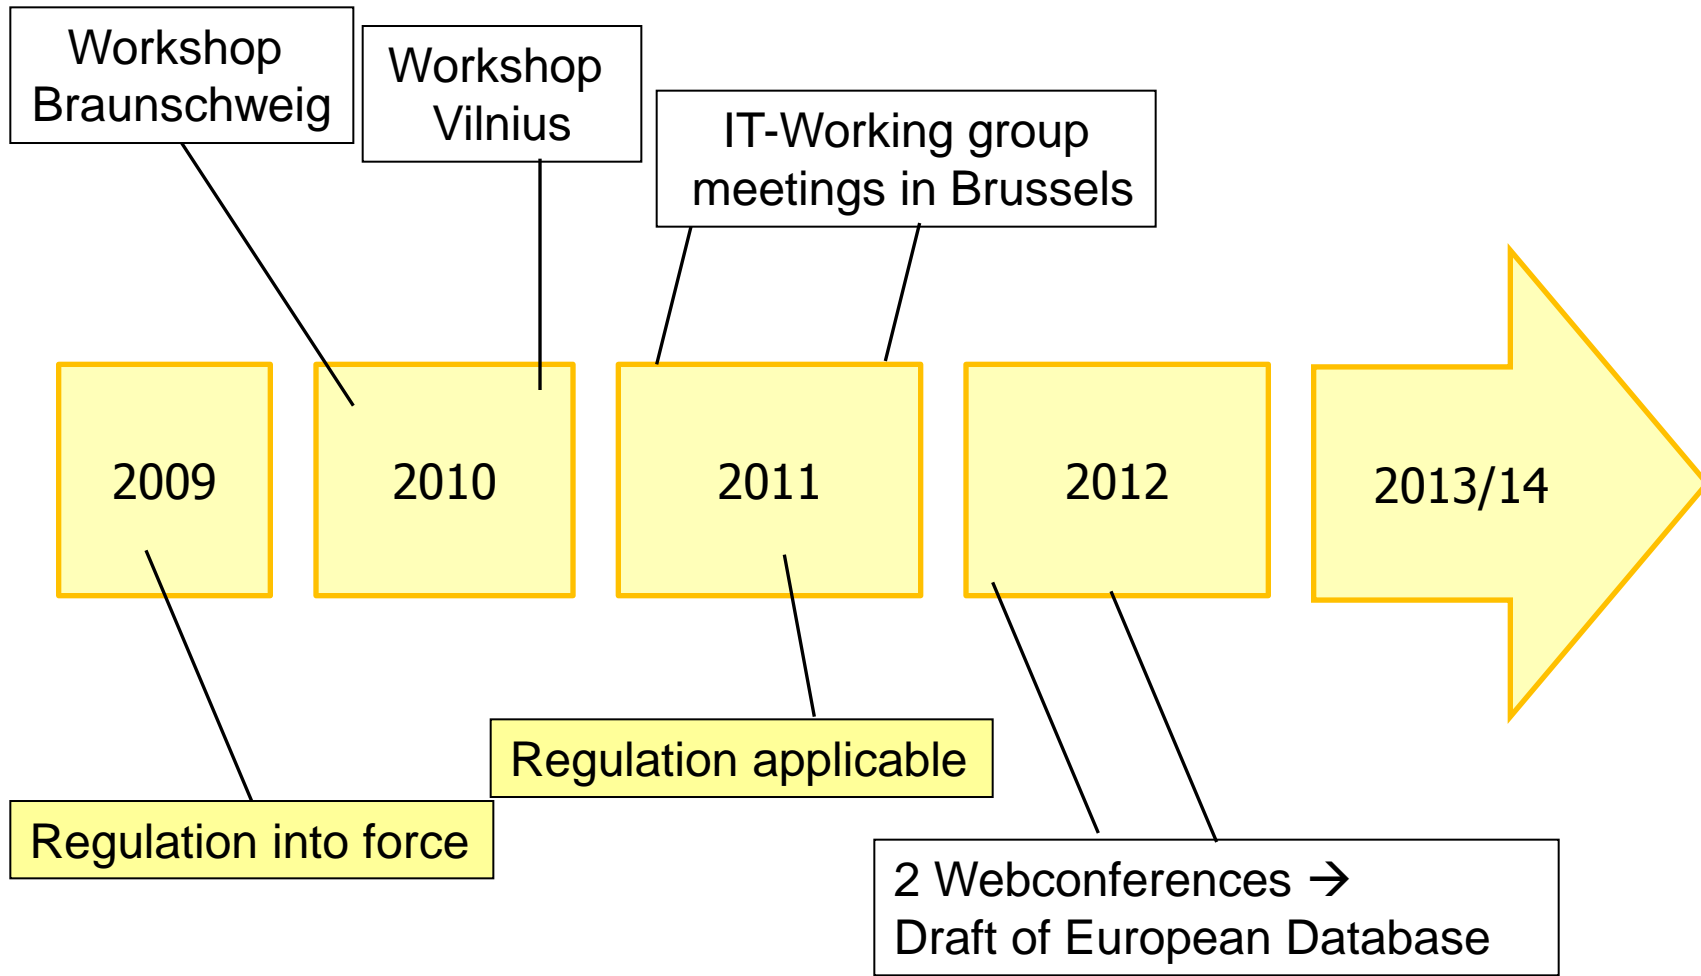 Workshop
Braunschweig
Workshop
Vilnius
IT-Working group
meetings in Brussels
2009
2010
2011
2012
2013/14
Regulation applicable
Regulation into force
2 Webconferences →
Draft of European Database